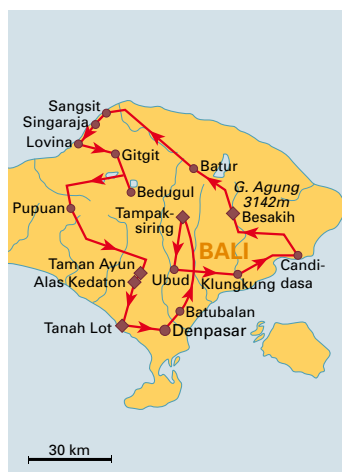 Sangsit
Singaraja
Lovina
Gitgit
Batur
G. Agung
3142m
Besakih
Bedugul
Pupuan
Tampak-
siring
BALI
Taman Ayun
Alas Kedaton
Ubud
Klungkung
Candi-
dasa
Batubalan
Tanah Lot
Denpasar
30 km